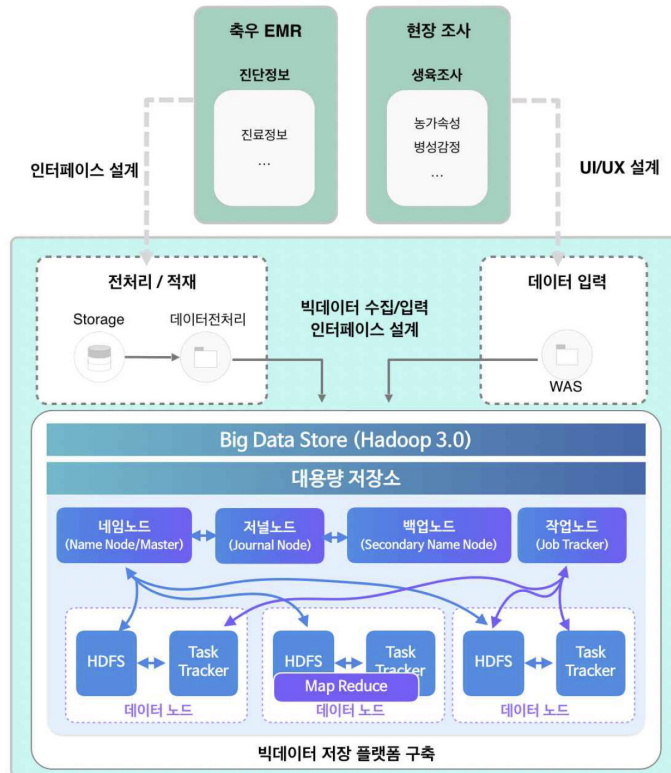 축우 EMR
진단정보
진료정보
...
현장 조사
생육조사
농가속성
병성감정
...
인터페이스 설계
UI/UX 설계
전처리 / 적재
Storage
데이터전처리
빅데이터 수집/입력
인터페이스 설계
데이터 입력
WAS
Big Data Store (Hadoop 3.0)
대용량 저장소
네임노드
(Name Node/Master)
저널노드
(Journal Node)
백업노드
(Secondary Name Node)
작업노드
(Job Tracker)
HDFS
Task
Tracker
데이터 노드
HDFS
Task
Tracker
Map Reduce
데이터 노드
HDFS
Task
Tracker
데이터 노드
빅데이터 저장 플랫폼 구축